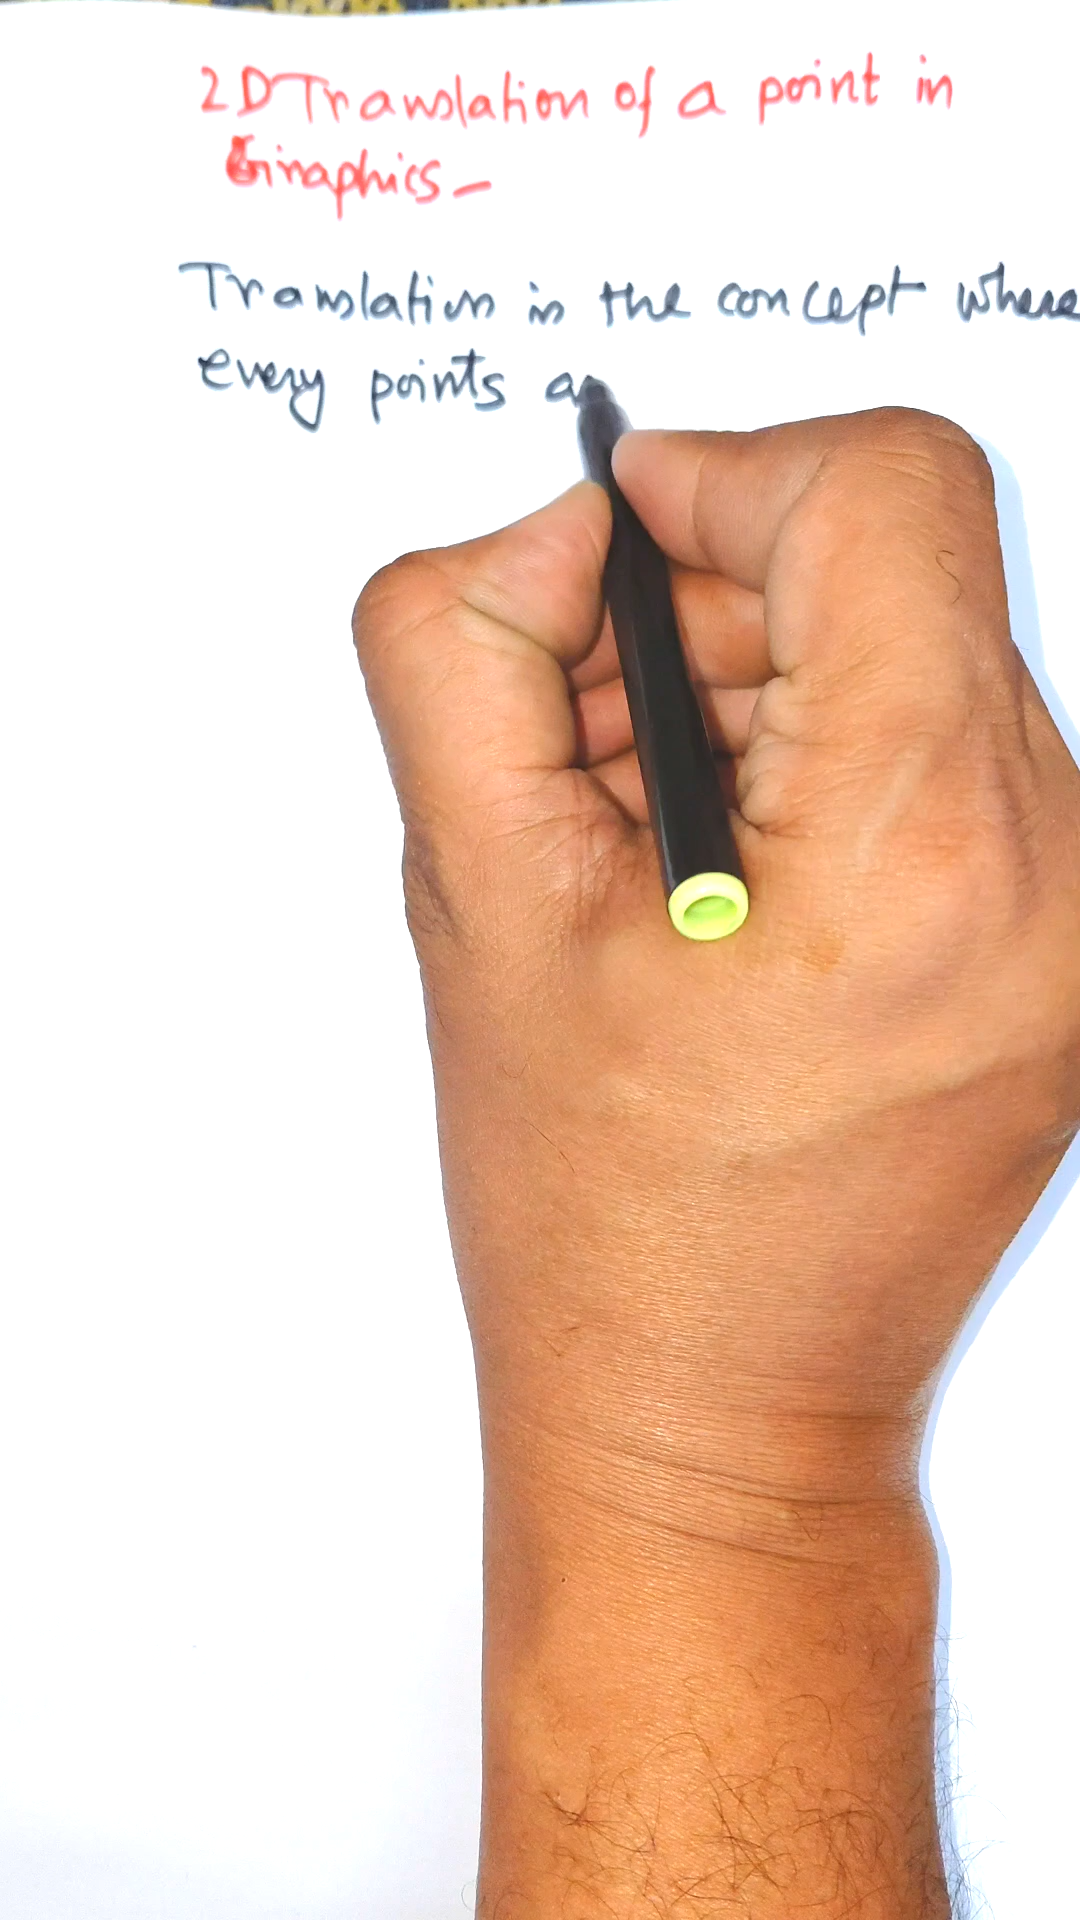 2D Translation of a point in
Graphics -
Translation is the concept where
every points